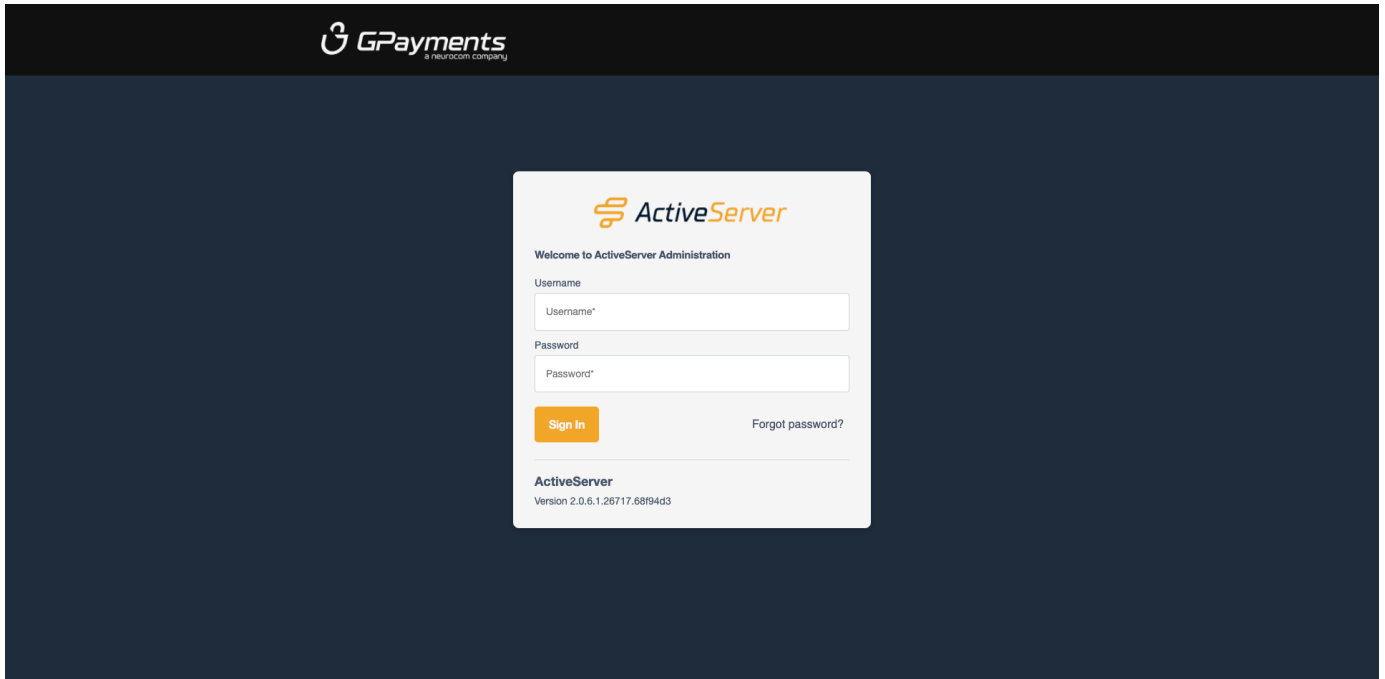 GPayments
a neurocom company
ActiveServer
Welcome to ActiveServer Administration
Username
Username*
Password
Password*
Sign In
Forgot password?
ActiveServer
Version 2.0.6.1.26717.68f94d3